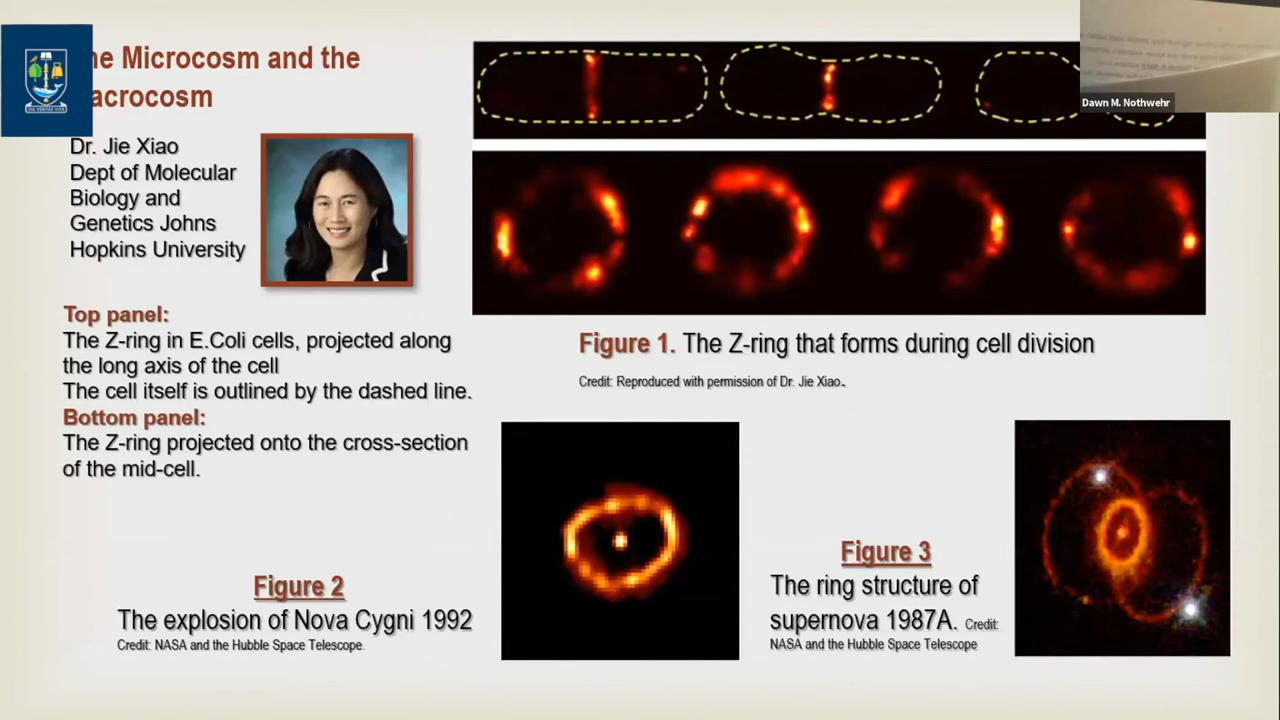 he Microcosm and the
acrocosm
Dr. Jie Xiao
Dept of Molecular
Biology and
Genetics Johns
Hopkins University
Top panel:
The Z-ring in E.Coli cells, projected along
the long axis of the cell
The cell itself is outlined by the dashed line.
Bottom panel:
The Z-ring projected onto the cross-section
of the mid-cell.
Dawn M. Nothwehr
Figure 1. The Z-ring that forms during cell division
Credit: Reproduced with permission of Dr. Jie Xiao.
Figure 2
The explosion of Nova Cygni 1992
Credit: NASA and the Hubble Space Telescope.
Figure 3
The ring structure of
supernova 1987A. Credit:
NASA and the Hubble Space Telescope